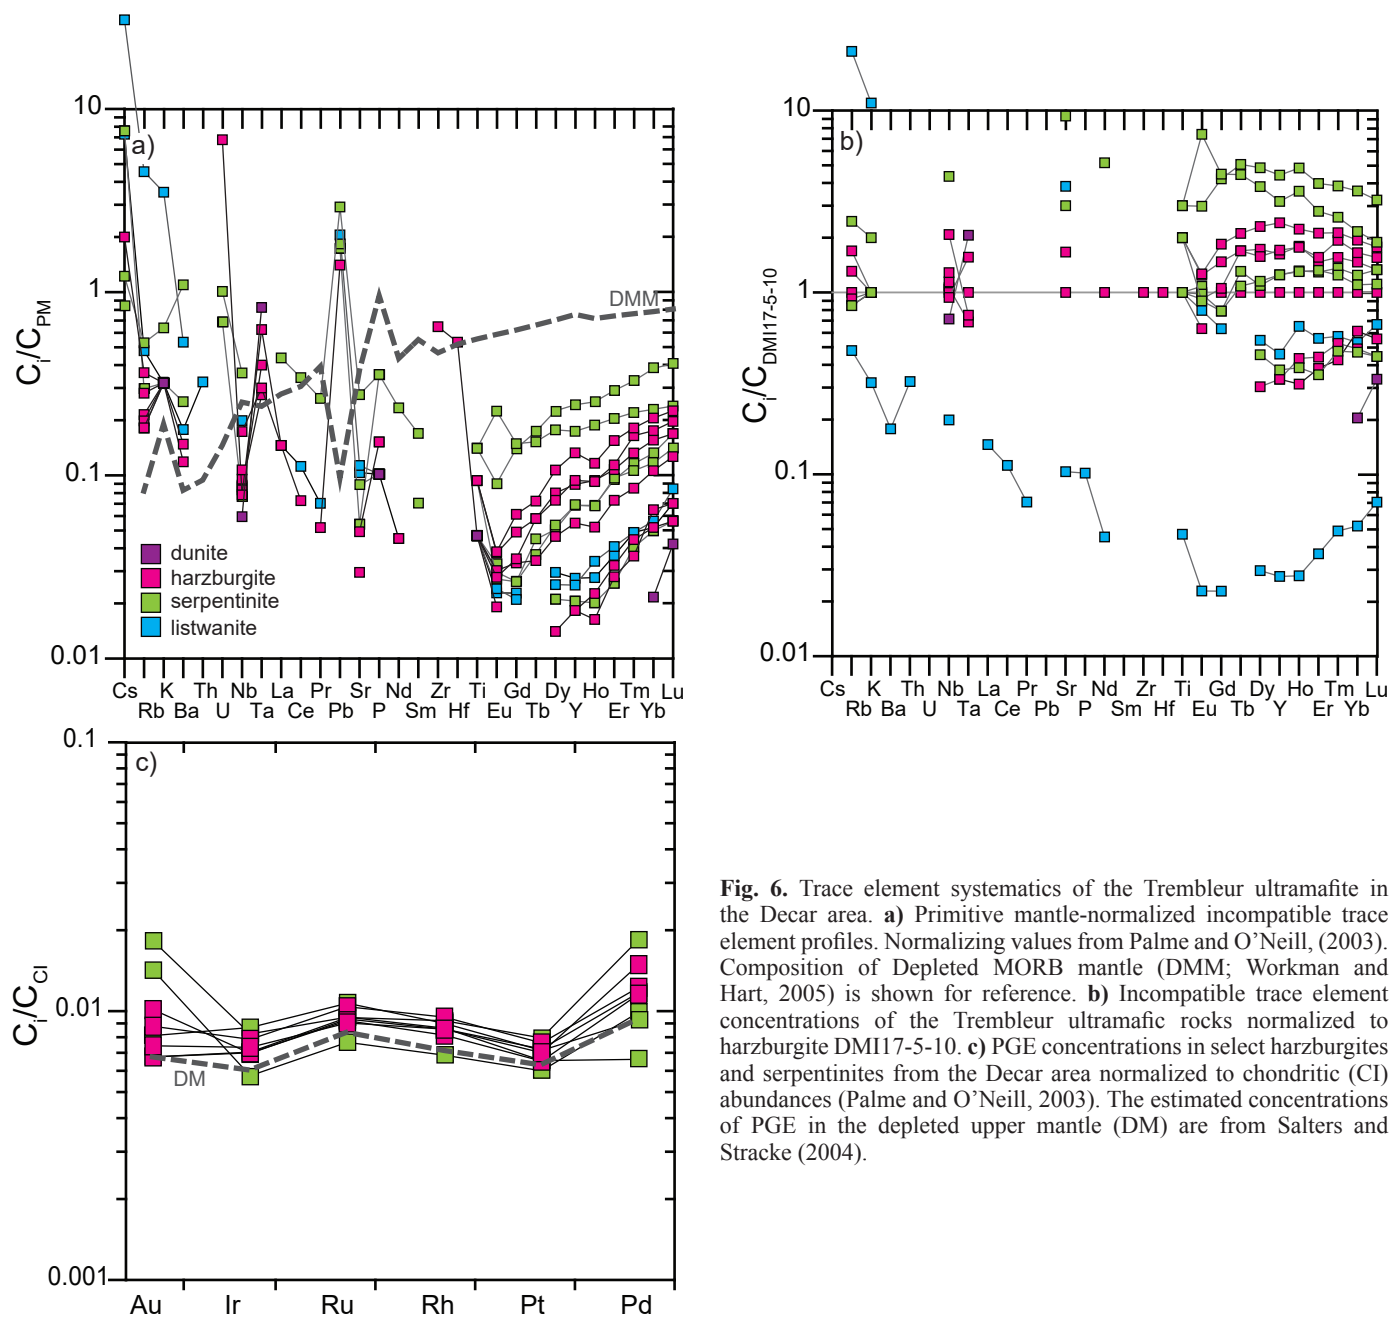 a)
10
1
0.1
0.01
Ci/CPM
DMM
dunite
harzburgite
serpentinite
listwanite
Cs K Th Nb La Pr Sr Nd Zr Ti Gd Dy Ho Tm Lu
Rb Ba U Ta Ce Pb P Sm Hf Eu Tb Y Er Yb
b)
10
1
0.1
0.01
Ci/CDMI17-5-10
Cs K Th Nb La Pr Sr Nd Zr Ti Gd Dy Ho Tm Lu
Rb Ba U Ta Ce Pb P Sm Hf Eu Tb Y Er Yb
c)
0.1
0.01
0.001
Ci/CCI
DM
Au Ir Ru Rh Pt Pd
Fig. 6. Trace element systematics of the Trembleur ultramafite in
the Decar area. a) Primitive mantle-normalized incompatible trace
element profiles. Normalizing values from Palme and O’Neill, (2003).
Composition of Depleted MORB mantle (DMM; Workman and
Hart, 2005) is shown for reference. b) Incompatible trace element
concentrations of the Trembleur ultramafic rocks normalized to
harzburgite DMI17-5-10. c) PGE concentrations in select harzburgites
and serpentinites from the Decar area normalized to chondritic (CI)
abundances (Palme and O’Neill, 2003). The estimated concentrations
of PGE in the depleted upper mantle (DM) are from Salters and
Stracke (2004).